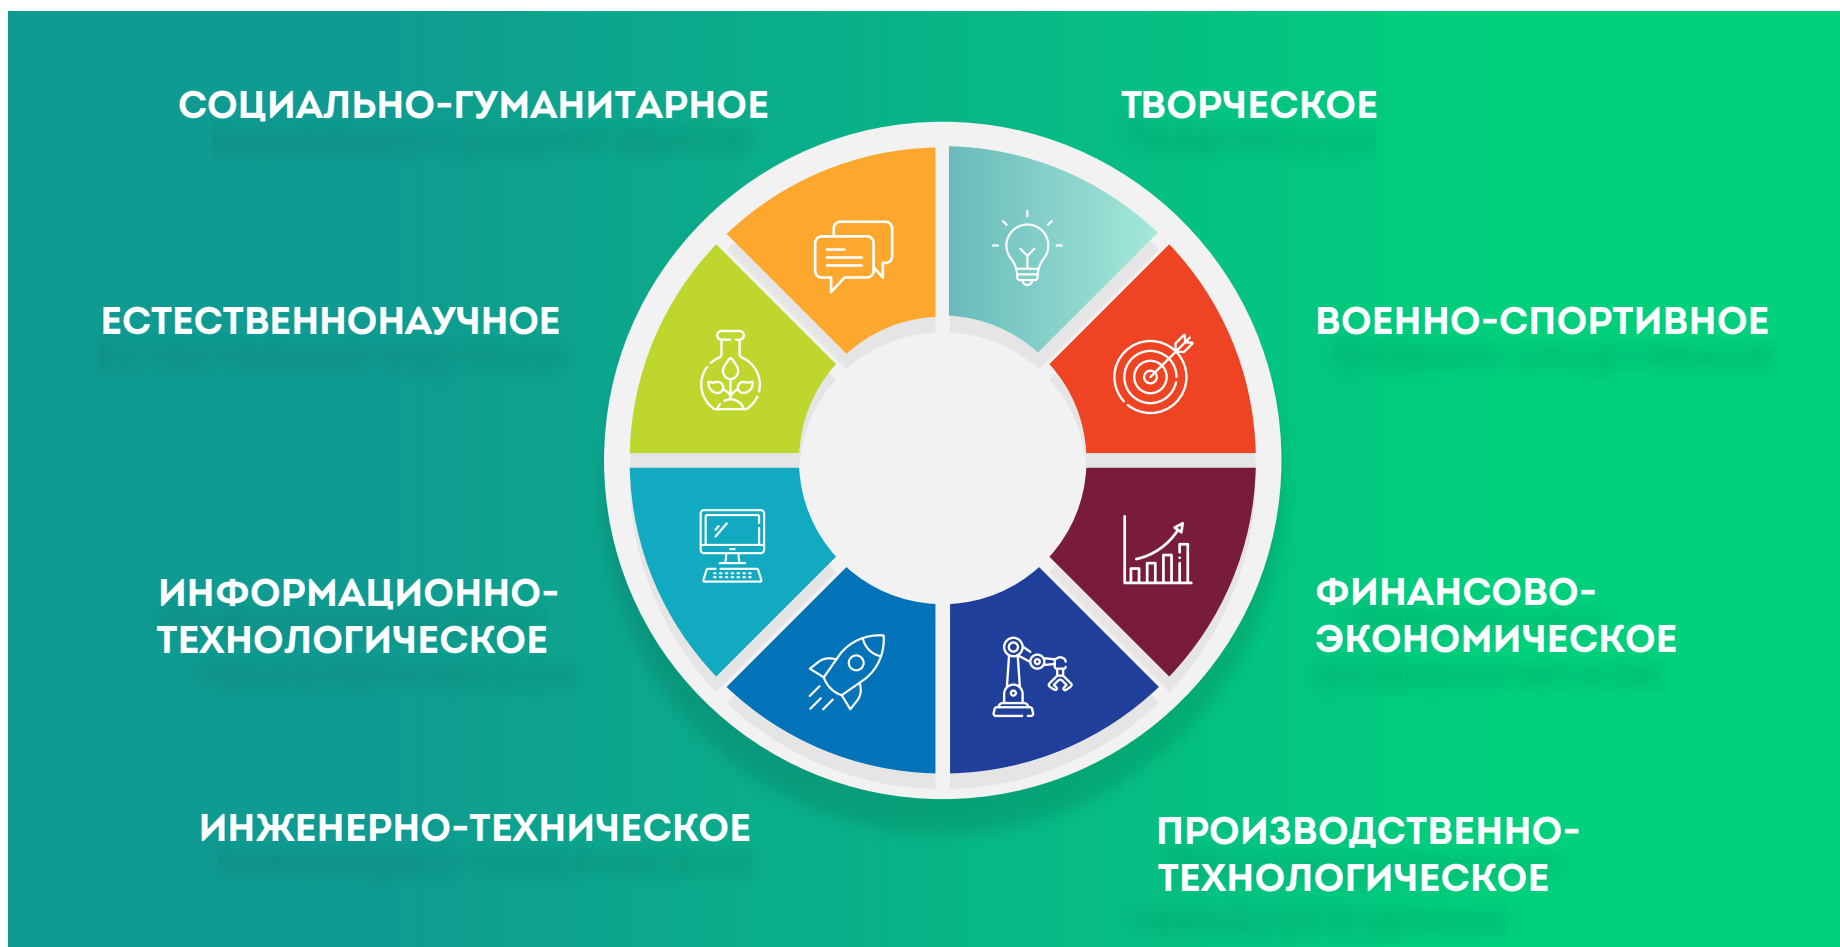 СОЦИАЛЬНО-ГУМАНИТАРНОЕ
ТВОРЧЕСКОЕ
ЕСТЕСТВЕННОНАУЧНОЕ
ВОЕННО-СПОРТИВНОЕ
ИНФОРМАЦИОННО-
ТЕХНОЛОГИЧЕСКОЕ
ФИНАНСОВО-
ЭКОНОМИЧЕСКОЕ
ИНЖЕНЕРНО-ТЕХНИЧЕСКОЕ
ПРОИЗВОДСТВЕННО-
ТЕХНОЛОГИЧЕСКОЕ